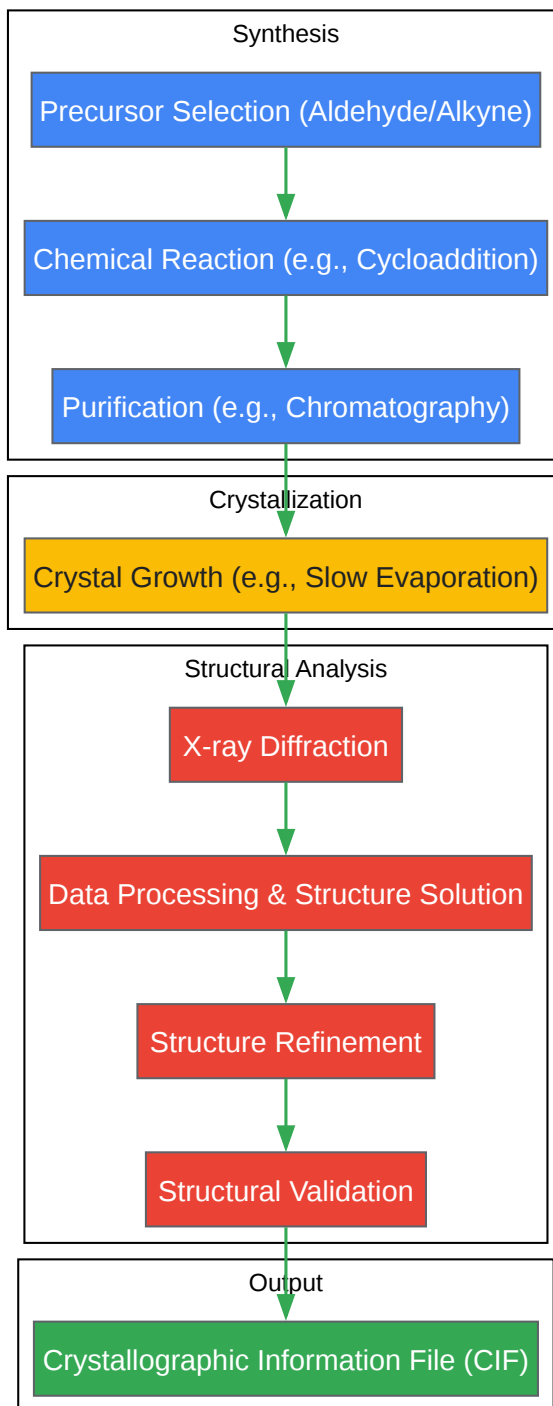 Synthesis
Precursor Selection (Aldehyde/Alkyne)
Chemical Reaction (e.g., Cycloaddition)
Purification (e.g., Chromatography)
Crystallization
Crystal Growth (e.g., Slow Evaporation)
Structural Analysis
X-ray Diffraction
Data Processing & Structure Solution
Structure Refinement
Structural Validation
Output
Crystallographic Information File (CIF)